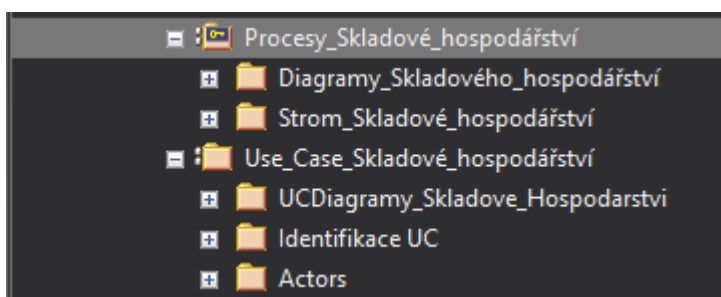 Procesy_Skladové_hospodářství
Diagramy_Skladového_hospodářství
Strom_Skladové_hospodářství
Use_Case_Skladové_hospodářství
UCDiagramy_Skladove_Hospodarstvi
Identifikace UC
Actors